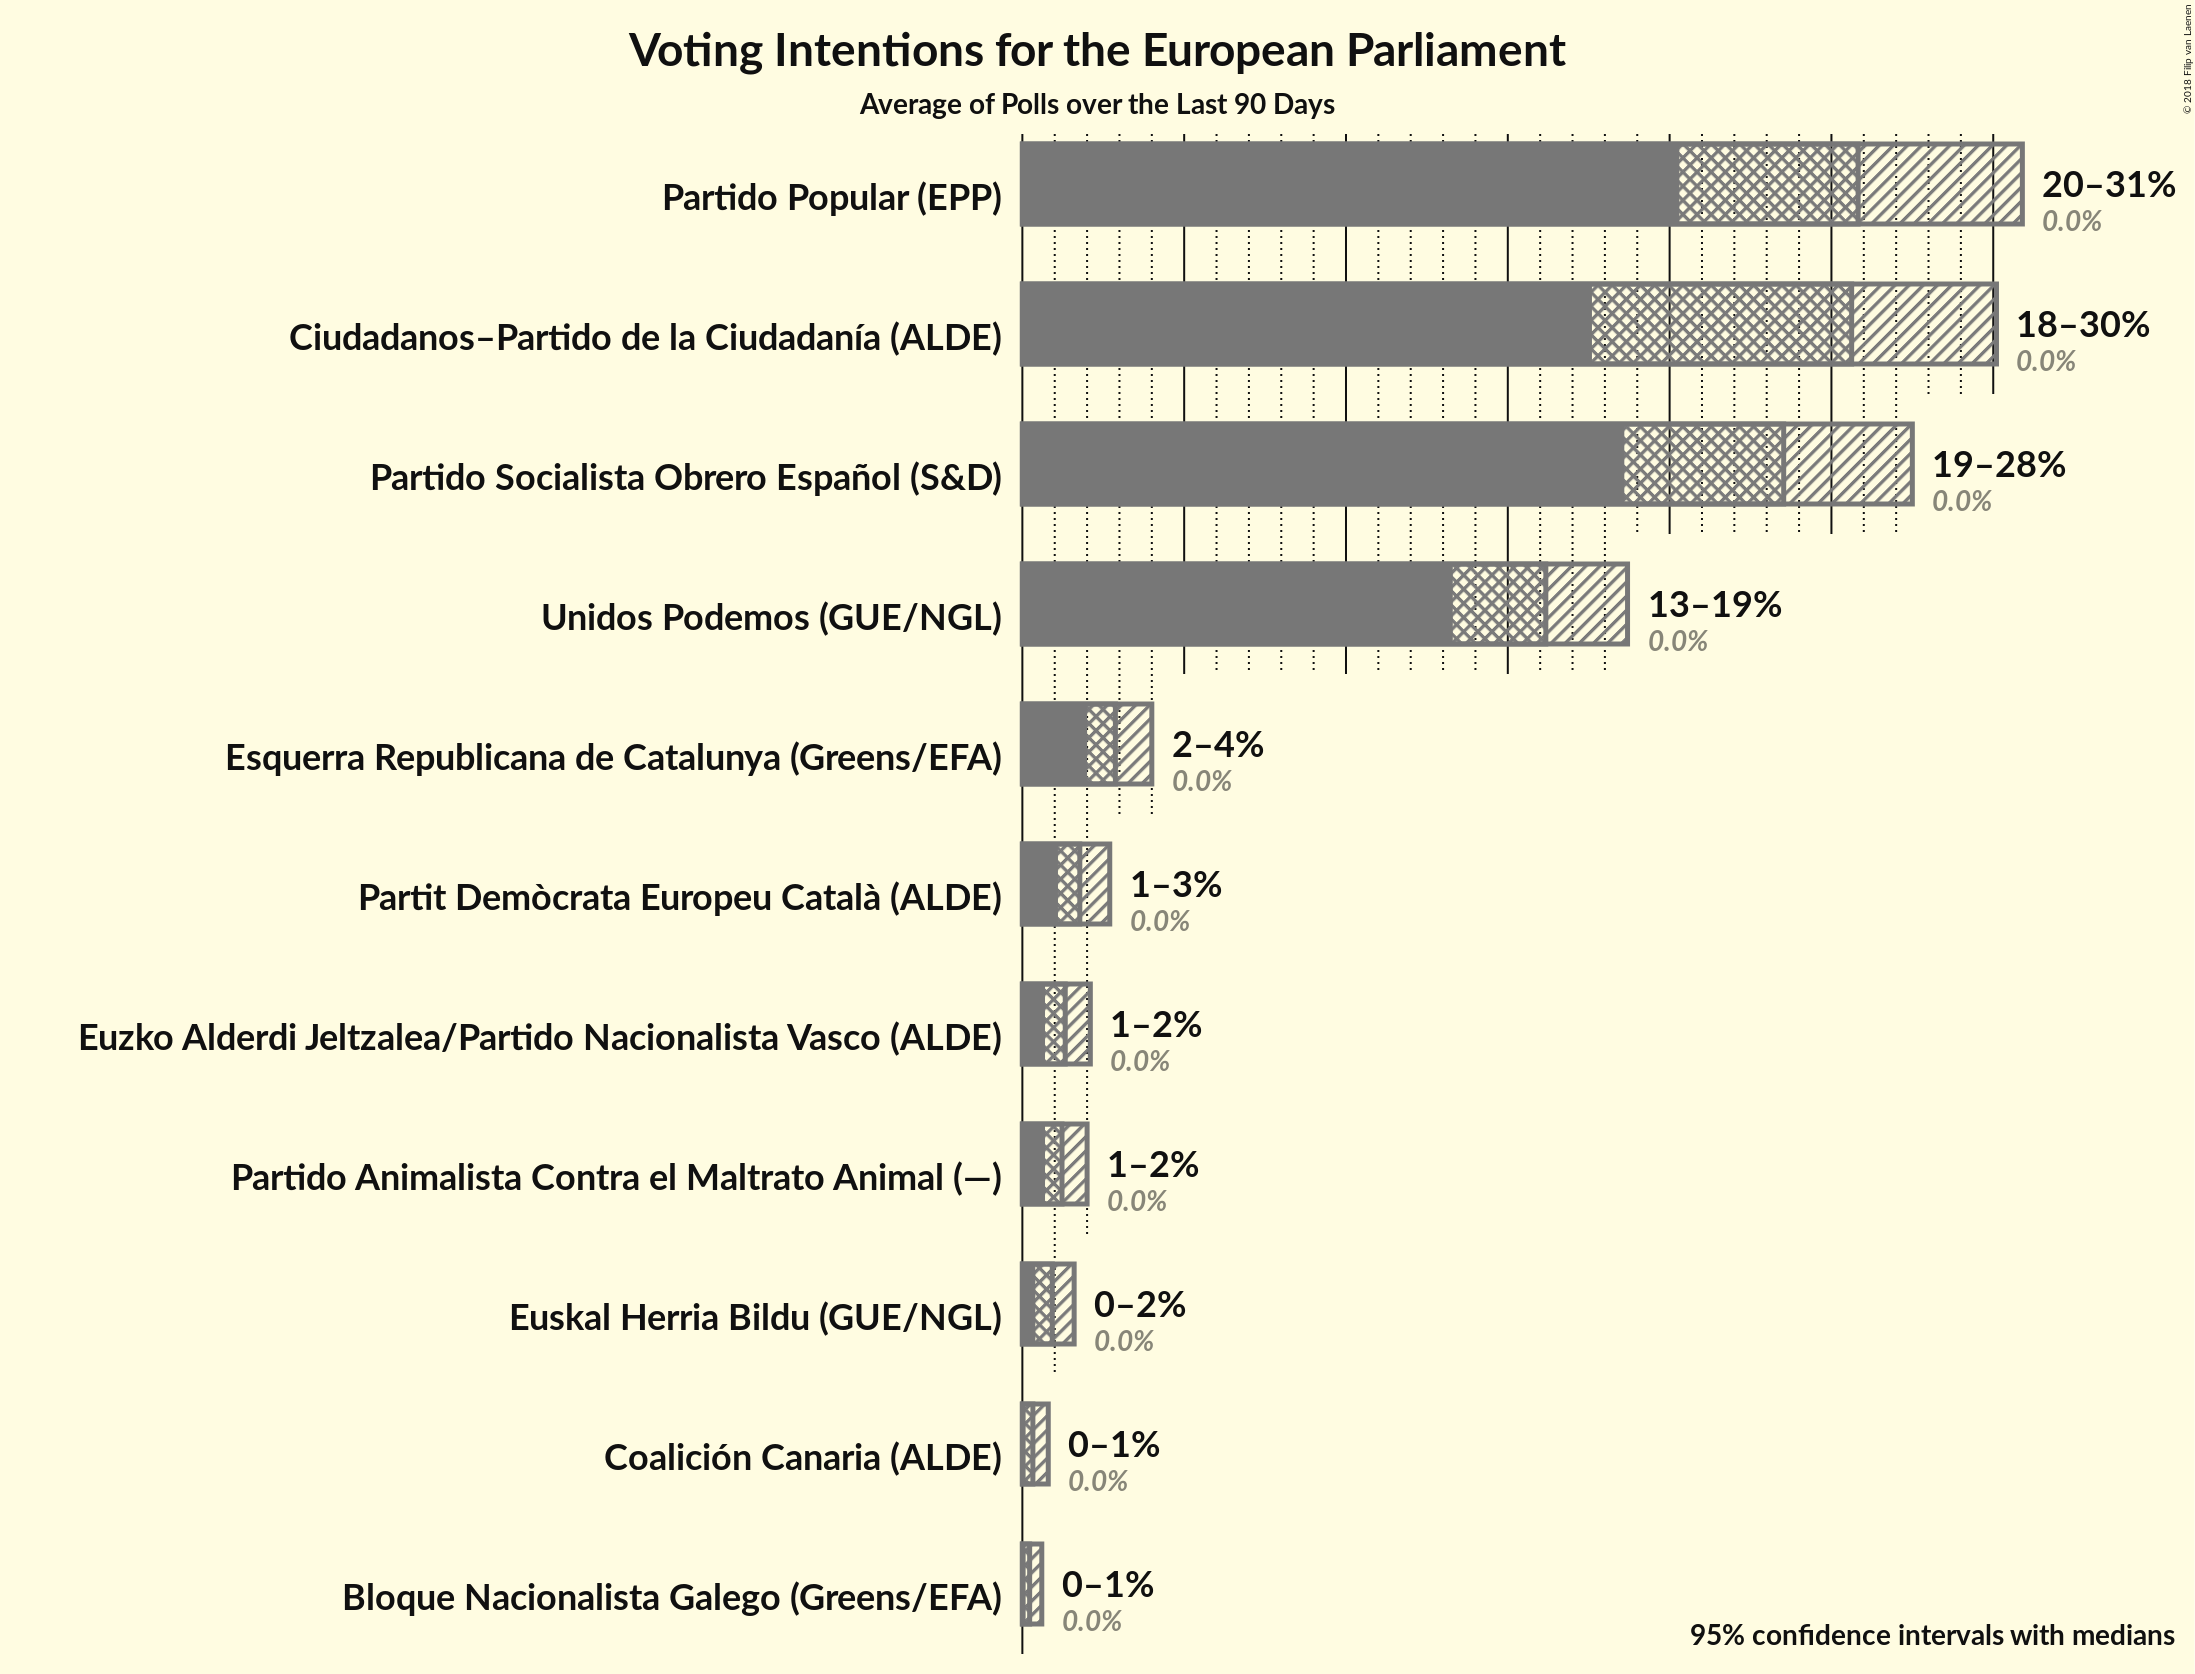 Voting Intentions for the European Parliament
Average of Polls over the Last 90 Days
© 2018 Filip van Laenen
Partido Popular (EPP)
20–31%
0.0%
Ciudadanos–Partido de la Ciudadanía (ALDE)
18–30%
0.0%
Partido Socialista Obrero Español (S&D)
19–28%
0.0%
Unidos Podemos (GUE/NGL)
13–19%
0.0%
Esquerra Republicana de Catalunya (Greens/EFA)
2–4%
0.0%
Partit Demòcrata Europeu Català (ALDE)
1–3%
0.0%
Euzko Alderdi Jeltzalea/Partido Nacionalista Vasco (ALDE)
1–2%
0.0%
Partido Animalista Contra el Maltrato Animal (—)
1–2%
0.0%
Euskal Herria Bildu (GUE/NGL)
0–2%
0.0%
Coalición Canaria (ALDE)
0–1%
0.0%
Bloque Nacionalista Galego (Greens/EFA)
0–1%
0.0%
95% confidence intervals with medians